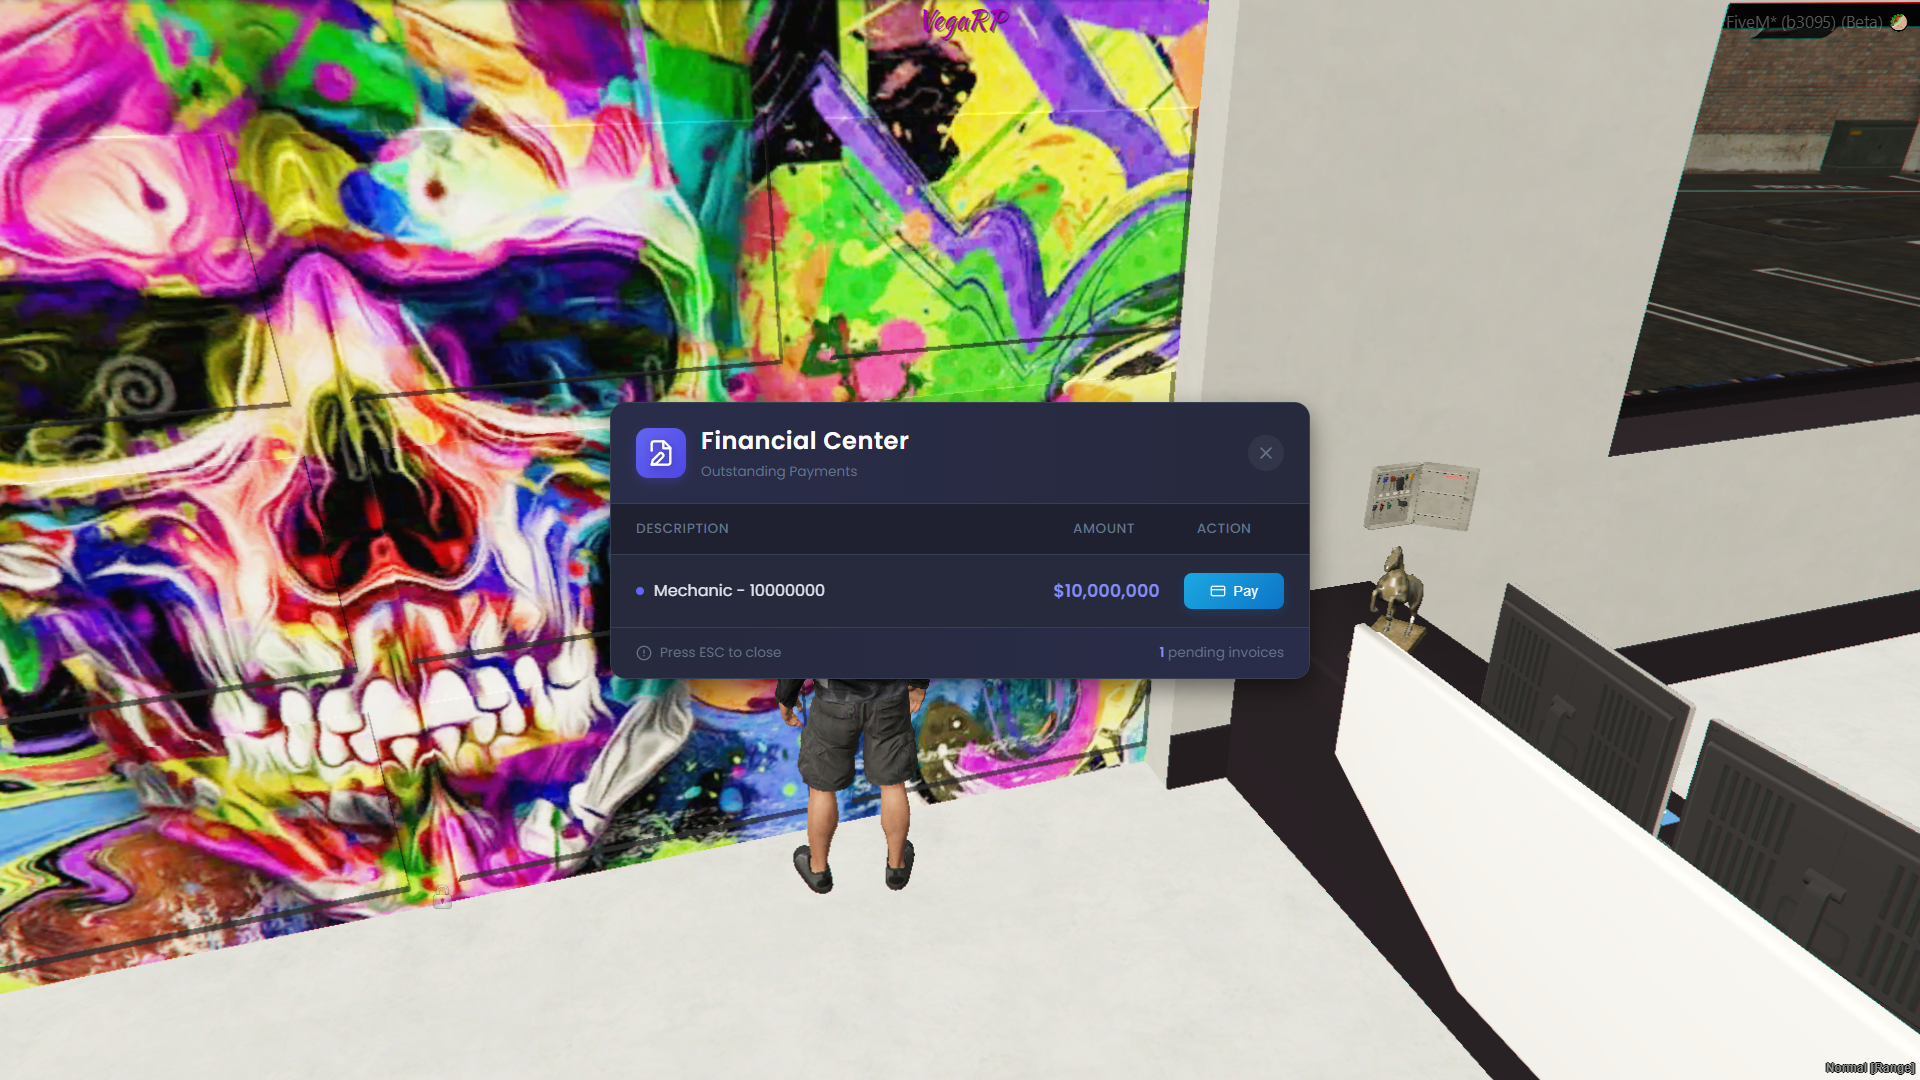 VegaRP
FiveM* (b3095) (Beta)
Financial Center
Outstanding Payments
DESCRIPTION AMOUNT ACTION
Mechanic - 10000000 $10,000,000 Pay
Press ESC to close 1 pending invoices
Normal [Range]